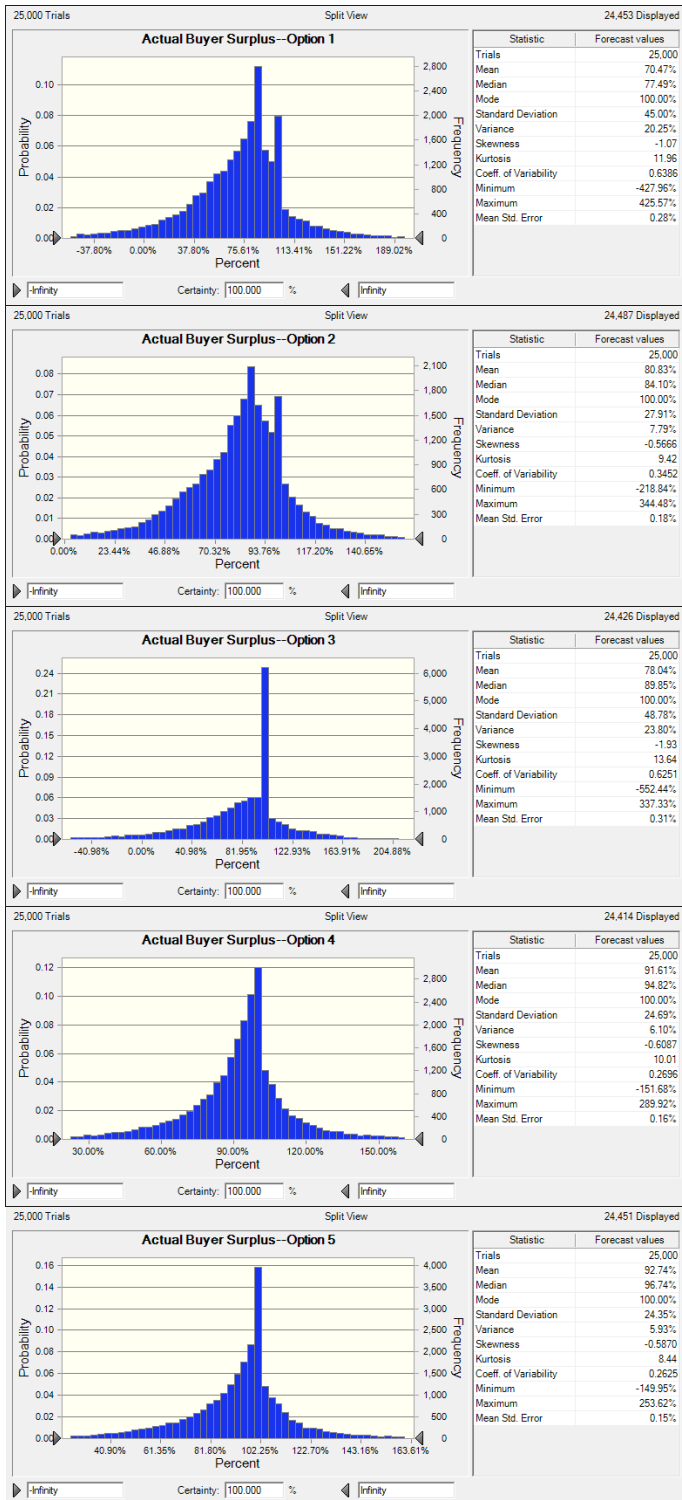 25,000 Trials Split View 24,453 Displayed
Actual Buyer Surplus--Option 1
Probability
0.10
0.08
0.06
0.04
0.02
0.00
2,800
2,400
2,000
1,600
1,200
800
400
0
Frequency
-37.80% 0.00% 37.80% 75.61% 113.41% 151.22% 189.02%
Percent
Statistic Forecast values
Trials 25,000
Mean 70.47%
Median 77.49%
Mode 100.00%
Standard Deviation 45.00%
Variance 20.25%
Skewness -1.07
Kurtosis 11.96
Coeff. of Variability 0.6386
Minimum -427.96%
Maximum 425.57%
Mean Std. Error 0.28%
-Infinity Certainty: 100.000 % Infinity
25,000 Trials Split View 24,487 Displayed
Actual Buyer Surplus--Option 2
Probability
0.08
0.07
0.06
0.05
0.04
0.03
0.02
0.01
0.00
2,100
1,800
1,500
1,200
900
600
300
0
Frequency
0.00% 23.44% 46.88% 70.32% 93.76% 117.20% 140.65%
Percent
Statistic Forecast values
Trials 25,000
Mean 80.83%
Median 84.10%
Mode 100.00%
Standard Deviation 27.91%
Variance 7.79%
Skewness -0.5666
Kurtosis 9.42
Coeff. of Variability 0.3452
Minimum -218.84%
Maximum 344.48%
Mean Std. Error 0.18%
-Infinity Certainty: 100.000 % Infinity
25,000 Trials Split View 24,426 Displayed
Actual Buyer Surplus--Option 3
Probability
0.24
0.21
0.18
0.15
0.12
0.09
0.06
0.03
0.00
6,000
5,000
4,000
3,000
2,000
1,000
0
Frequency
-40.98% 0.00% 40.98% 81.95% 122.93% 163.91% 204.88%
Percent
Statistic Forecast values
Trials 25,000
Mean 78.04%
Median 89.85%
Mode 100.00%
Standard Deviation 48.78%
Variance 23.80%
Skewness -1.93
Kurtosis 13.64
Coeff. of Variability 0.6251
Minimum -552.44%
Maximum 337.33%
Mean Std. Error 0.31%
-Infinity Certainty: 100.000 % Infinity
25,000 Trials Split View 24,414 Displayed
Actual Buyer Surplus--Option 4
Probability
0.12
0.10
0.08
0.06
0.04
0.02
0.00
2,800
2,400
2,000
1,600
1,200
800
400
0
Frequency
30.00% 60.00% 90.00% 120.00% 150.00%
Percent
Statistic Forecast values
Trials 25,000
Mean 91.61%
Median 94.82%
Mode 100.00%
Standard Deviation 24.69%
Variance 6.10%
Skewness -0.6087
Kurtosis 10.01
Coeff. of Variability 0.2696
Minimum -151.68%
Maximum 289.92%
Mean Std. Error 0.16%
-Infinity Certainty: 100.000 % Infinity
25,000 Trials Split View 24,451 Displayed
Actual Buyer Surplus--Option 5
Probability
0.16
0.14
0.12
0.10
0.08
0.06
0.04
0.02
0.00
4,000
3,500
3,000
2,500
2,000
1,500
1,000
500
0
Frequency
40.90% 61.35% 81.80% 102.25% 122.70% 143.16% 163.61%
Percent
Statistic Forecast values
Trials 25,000
Mean 92.74%
Median 96.74%
Mode 100.00%
Standard Deviation 24.35%
Variance 5.93%
Skewness -0.5870
Kurtosis 8.44
Coeff. of Variability 0.2625
Minimum -149.95%
Maximum 253.62%
Mean Std. Error 0.15%
-Infinity Certainty: 100.000 % Infinity